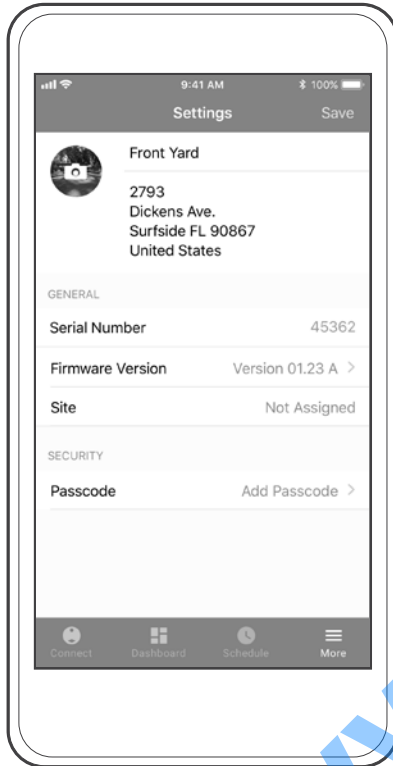 9:41 AM
100%
Settings
Save
Front Yard
2793
Dickens Ave.
Surfside FL 90867
United States
GENERAL
Serial Number 45362
Firmware Version Version 01.23 A >
Site Not Assigned
SECURITY
Passcode Add Passcode >
Connect Dashboard Schedule More